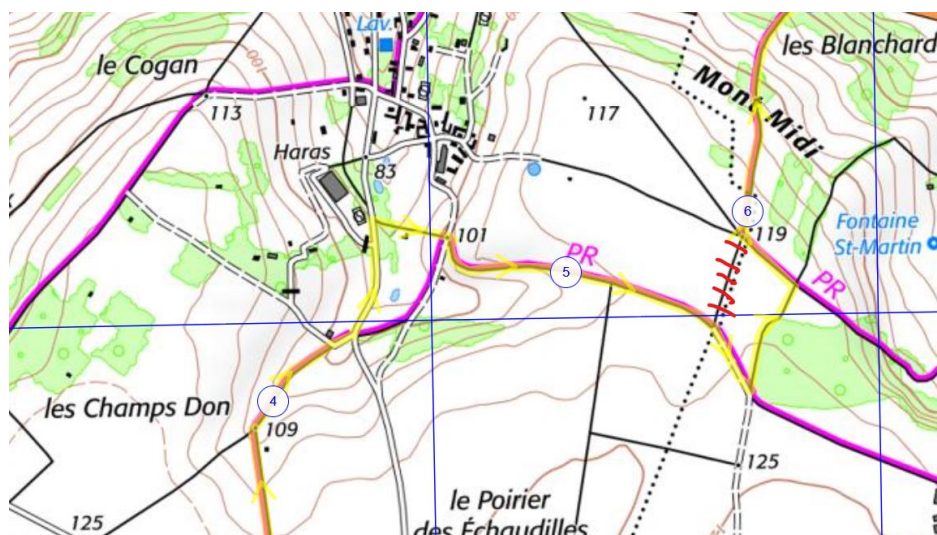 Lav.
les Blanchard
le Cogan
100
Mont Midi
113
117
Haras
83
6
119
Fontaine
St-Martin
101
PR
5
PR
4
les Champs Don
109
125
le Poirier
des Échaudilles
125